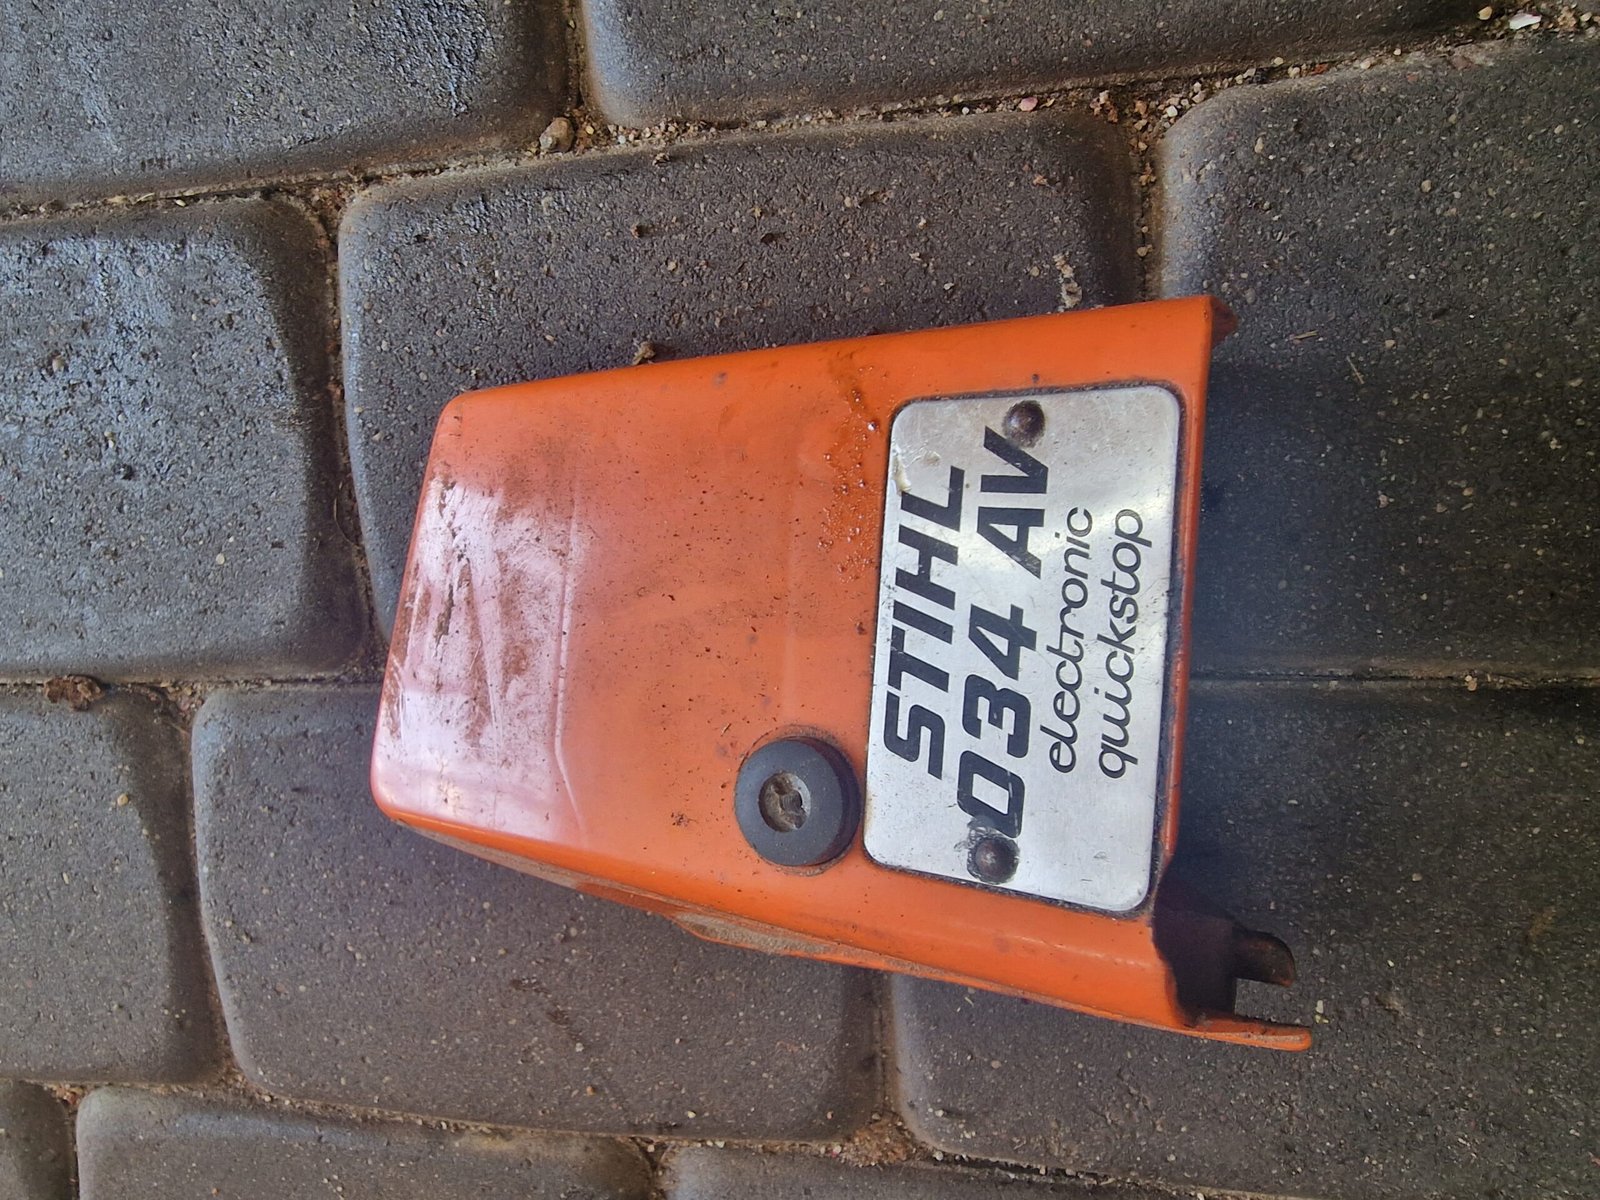 STIHL
034 AV
electronic
quickstop